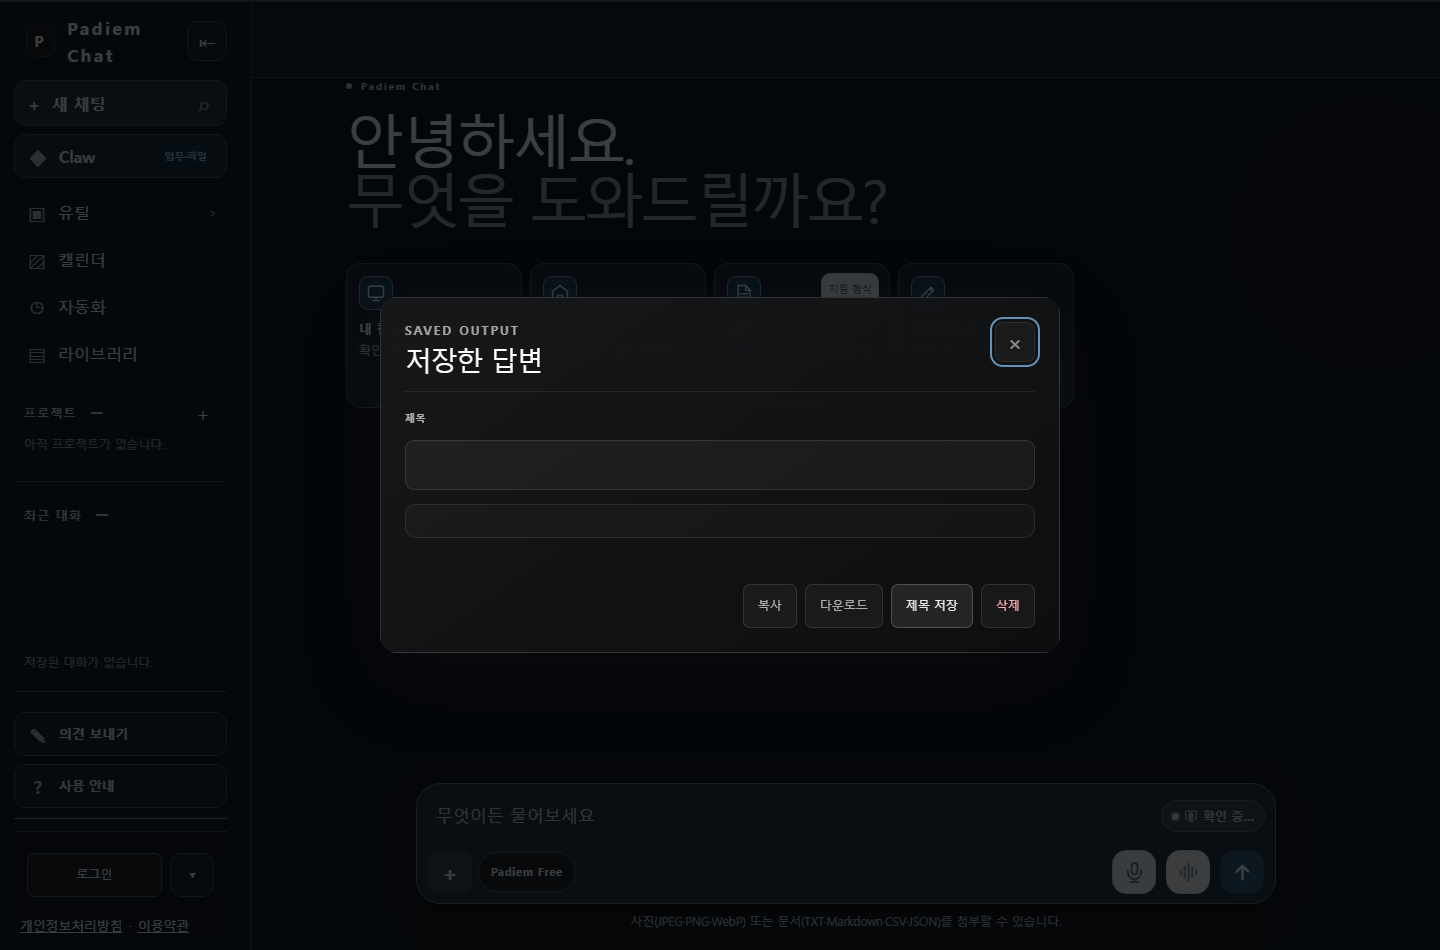 P
Padiem
Chat
+ 새 채팅
Claw
업무·파일
유틸
캘린더
자동화
라이브러리
프로젝트
+
아직 프로젝트가 없습니다.
최근 대화
저장된 대화가 없습니다.
의견 보내기
? 사용 안내
로그인
개인정보처리방침 · 이용약관
Padiem Chat
안녕하세요.
무엇을 도와드릴까요?
지원 형식
내
확인
SAVED OUTPUT
저장한 답변
×
제목
복사
다운로드
제목 저장
삭제
무엇이든 물어보세요
확인 중...
+
Padiem Free
사진(JPEG·PNG·WebP) 또는 문서(TXT·Markdown·CSV·JSON)를 첨부할 수 있습니다.